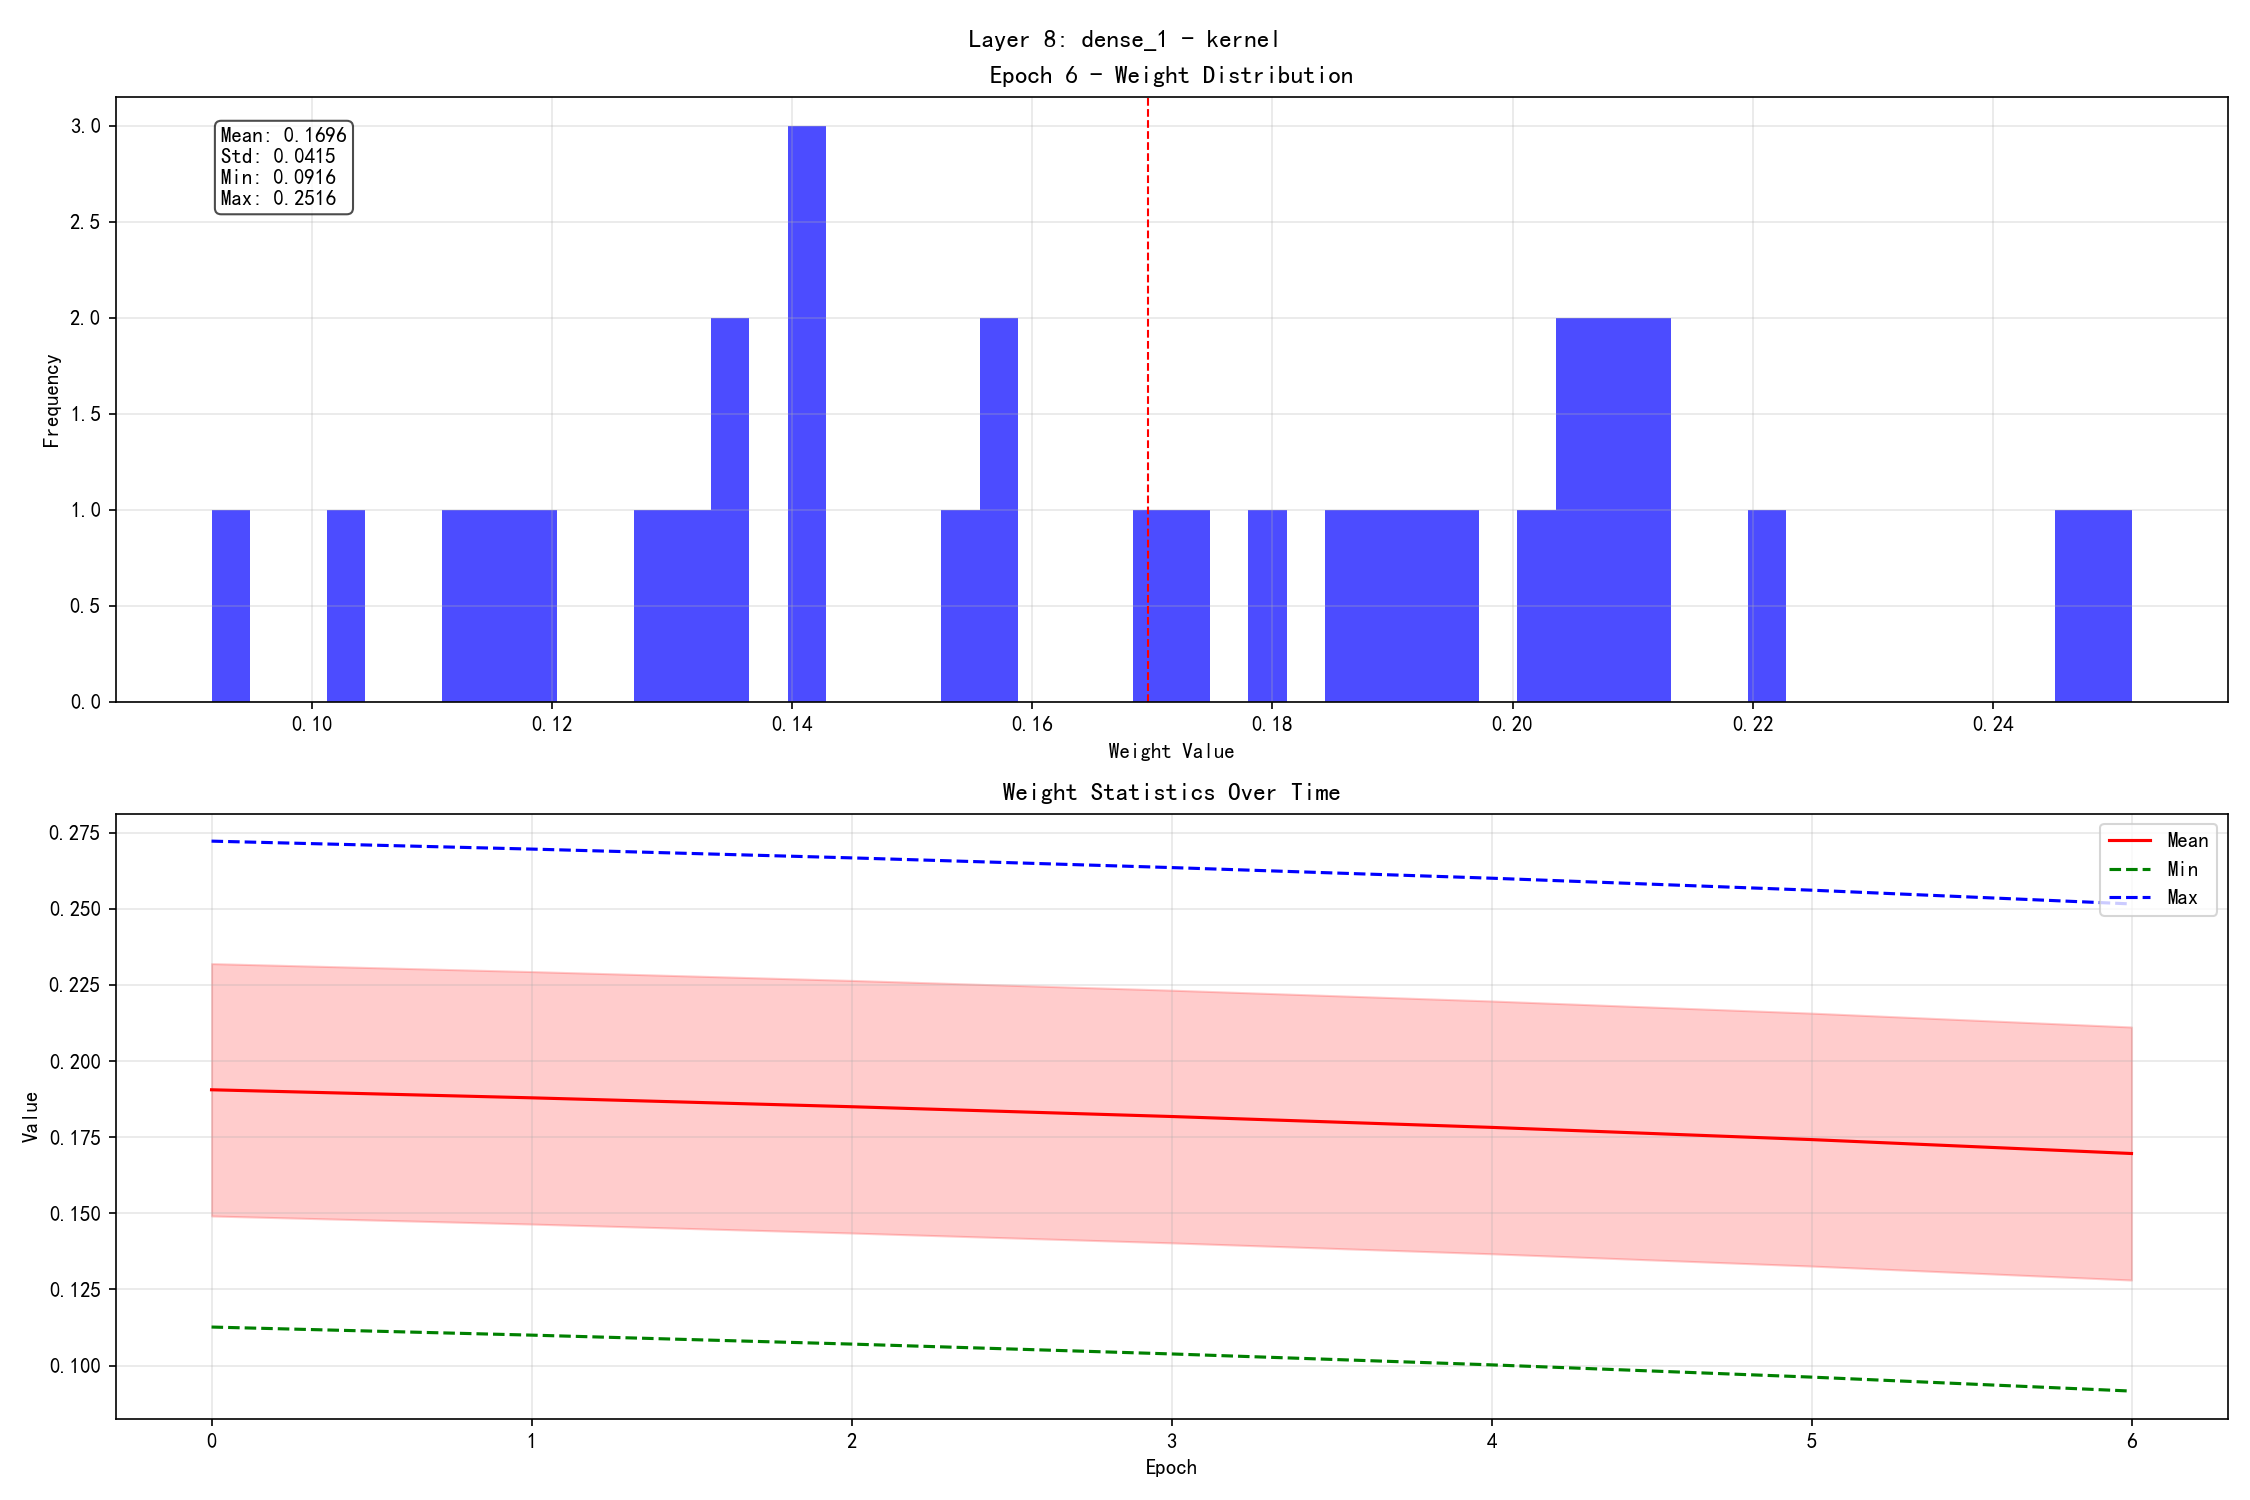 Layer 8: dense_1 - kernel
Epoch 6 - Weight Distribution
Mean: 0.1696
Std: 0.0415
Min: 0.0916
Max: 0.2516
Frequency
3.0
2.5
2.0
1.5
1.0
0.5
0.0
0.10 0.12 0.14 0.16 0.18 0.20 0.22 0.24
Weight Value
Weight Statistics Over Time
Mean
Min
Max
Value
0.275
0.250
0.225
0.200
0.175
0.150
0.125
0.100
0 1 2 3 4 5 6
Epoch